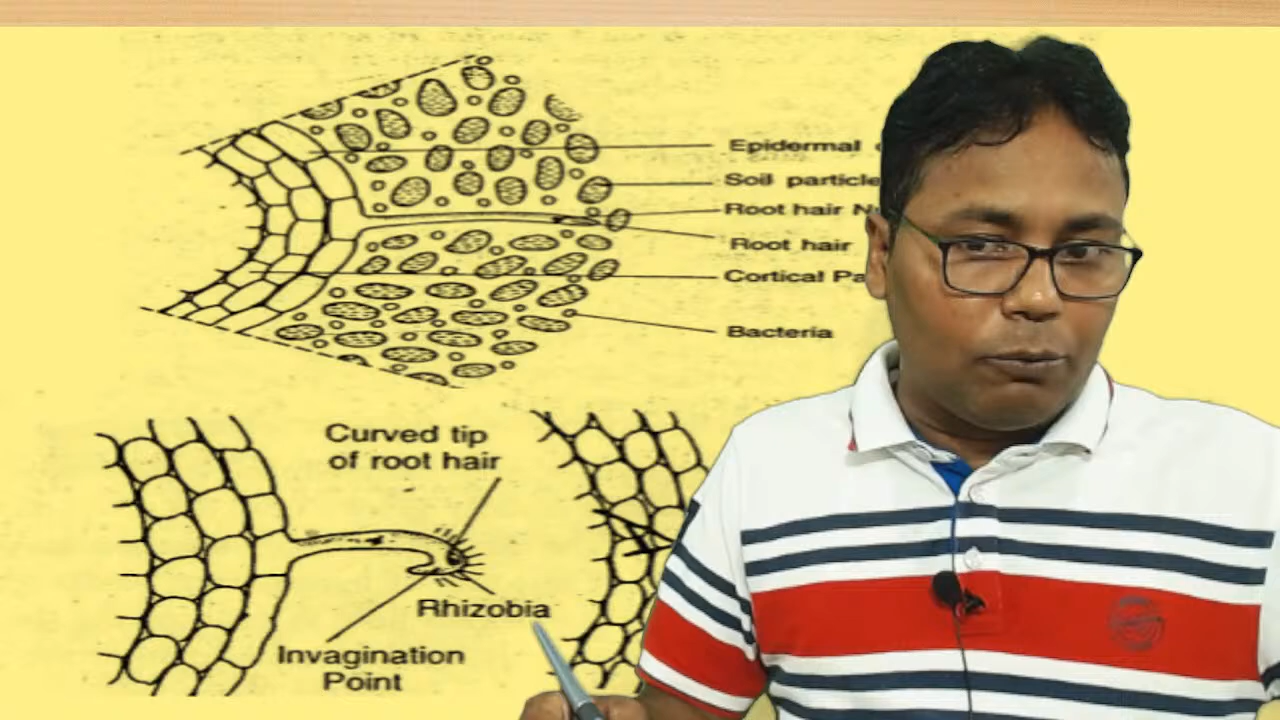 Epidermal
Soil particle
Root hair N
Root hair
Cortical Pa
Bacteria
Curved tip
of root hair
Rhizobia
Invagination
Point